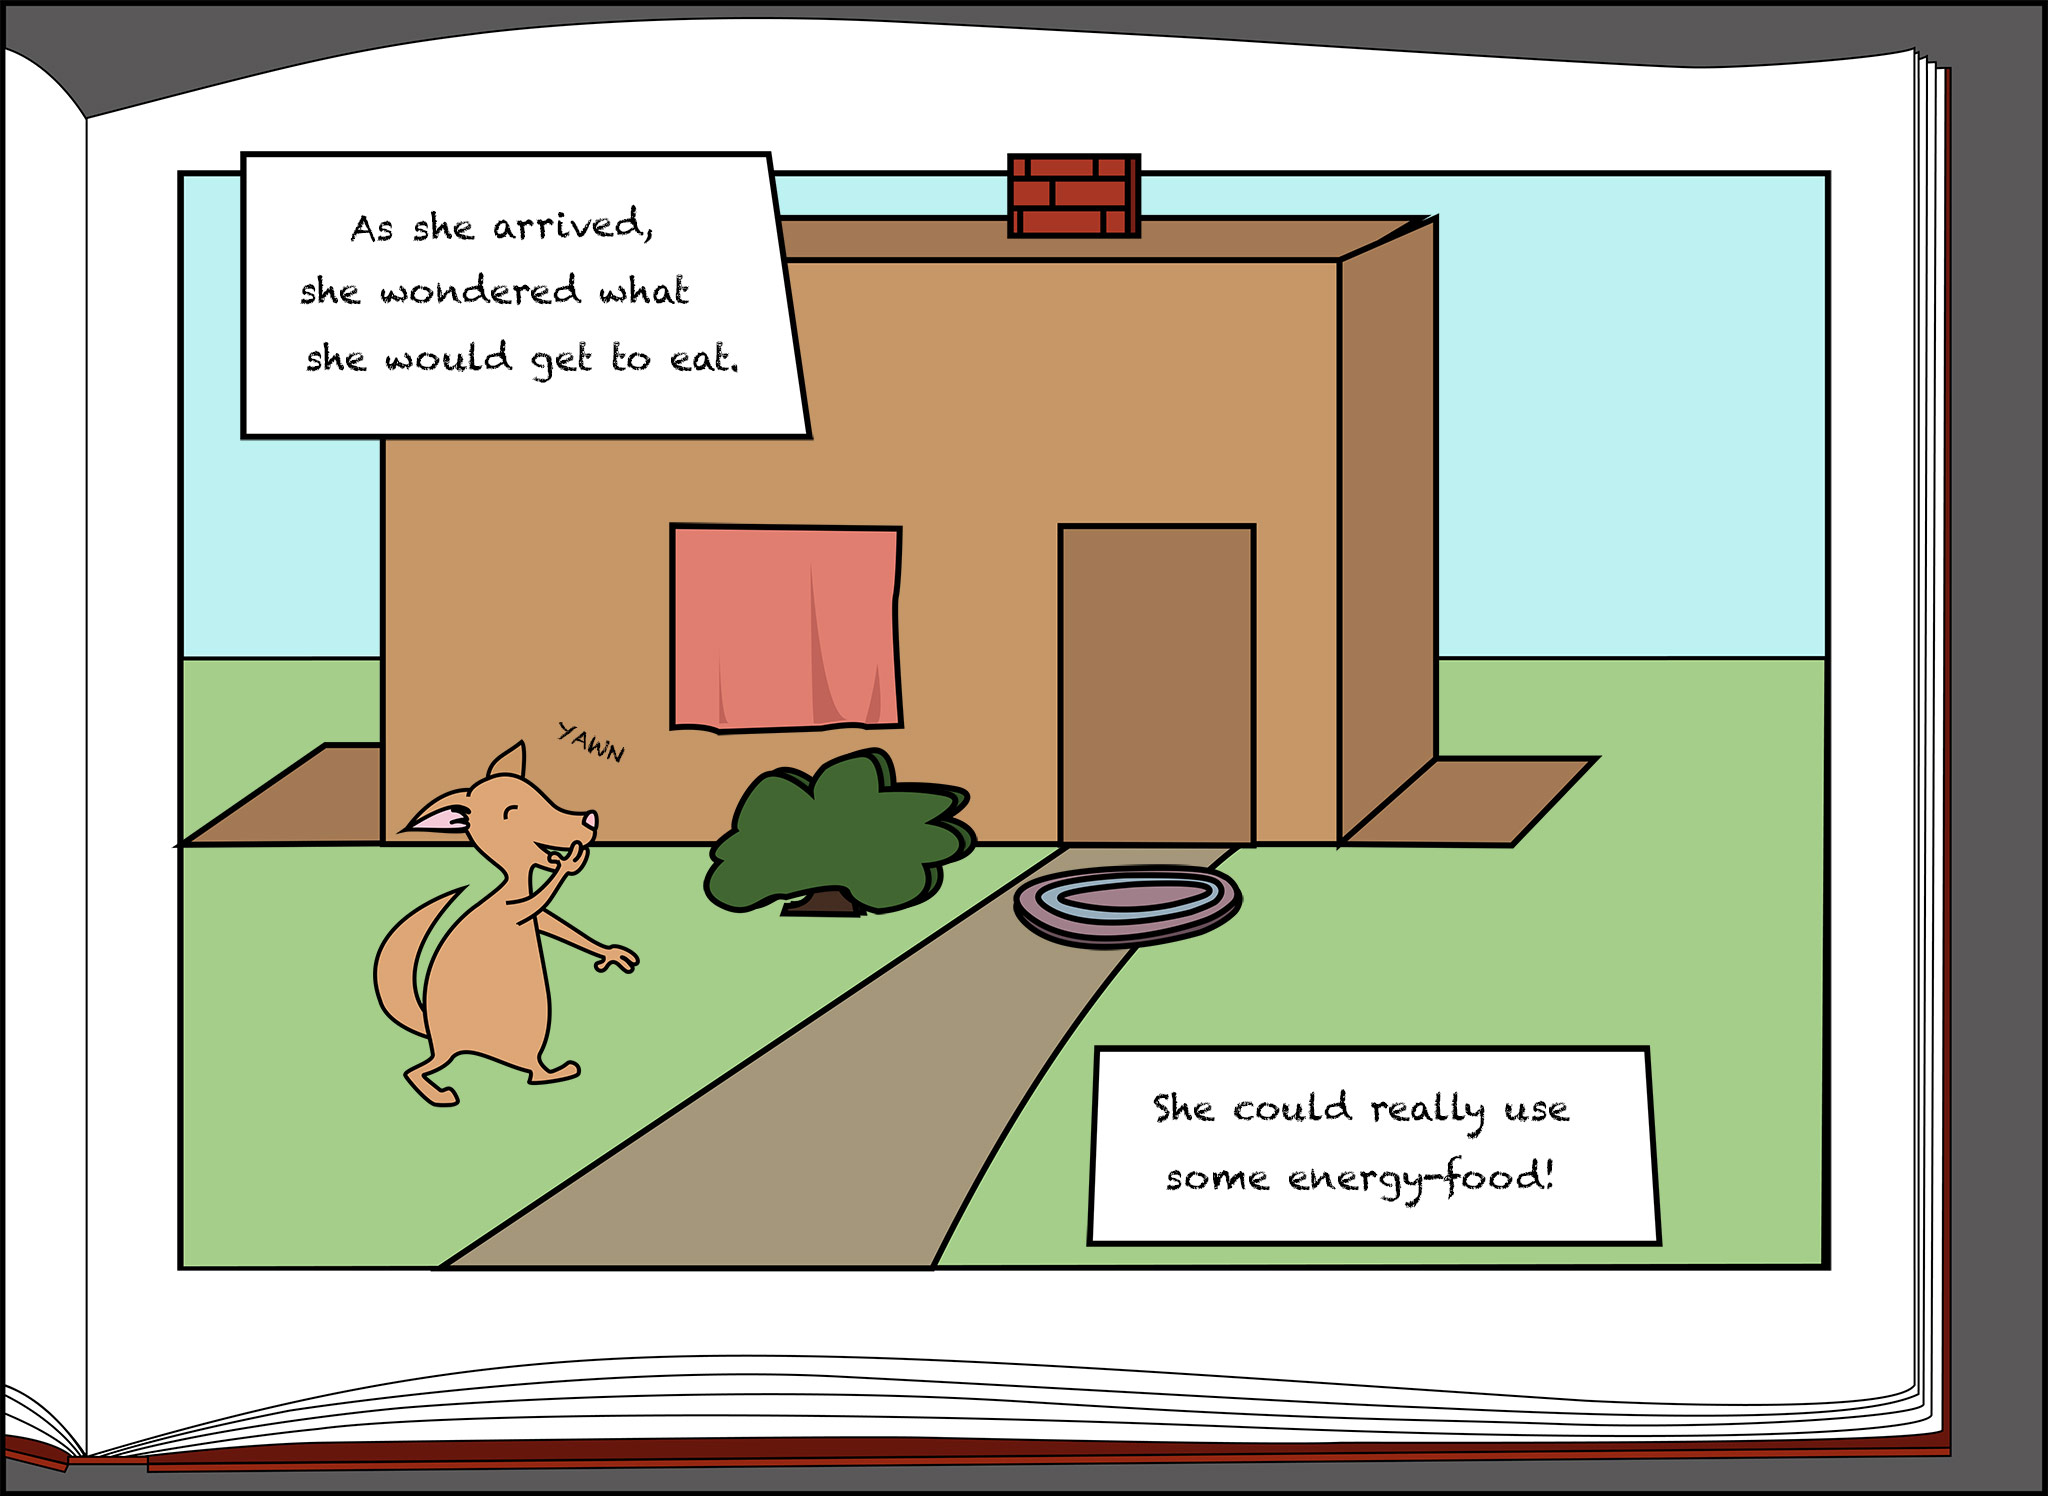 As she arrived,
she wondered what
she would get to eat.
YAWN
She could really use
some energy-food!